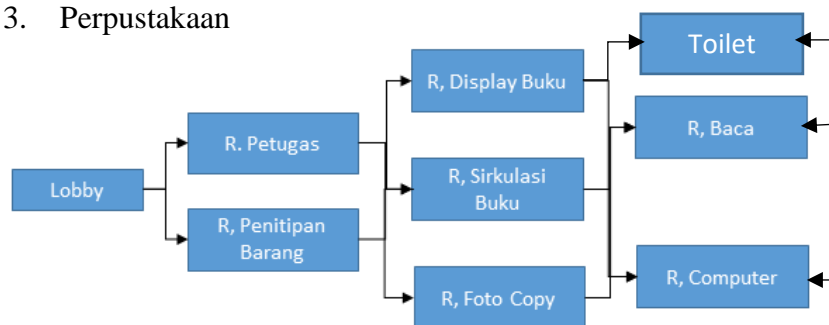 3. Perpustakaan
Lobby
R. Petugas
R, Penitipan
Barang
R, Display Buku
R, Sirkulasi
Buku
R, Foto Copy
Toilet
R, Baca
R, Computer